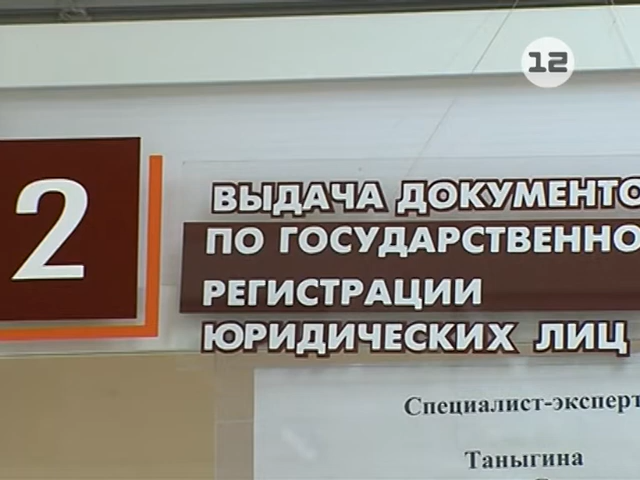 12
2
ВЫДАЧА ДОКУМЕНТО
ПО ГОСУДАРСТВЕННО
РЕГИСТРАЦИИ
ЮРИДИЧЕСКИХ ЛИЦ
Специалист-эксперт
Таныгина